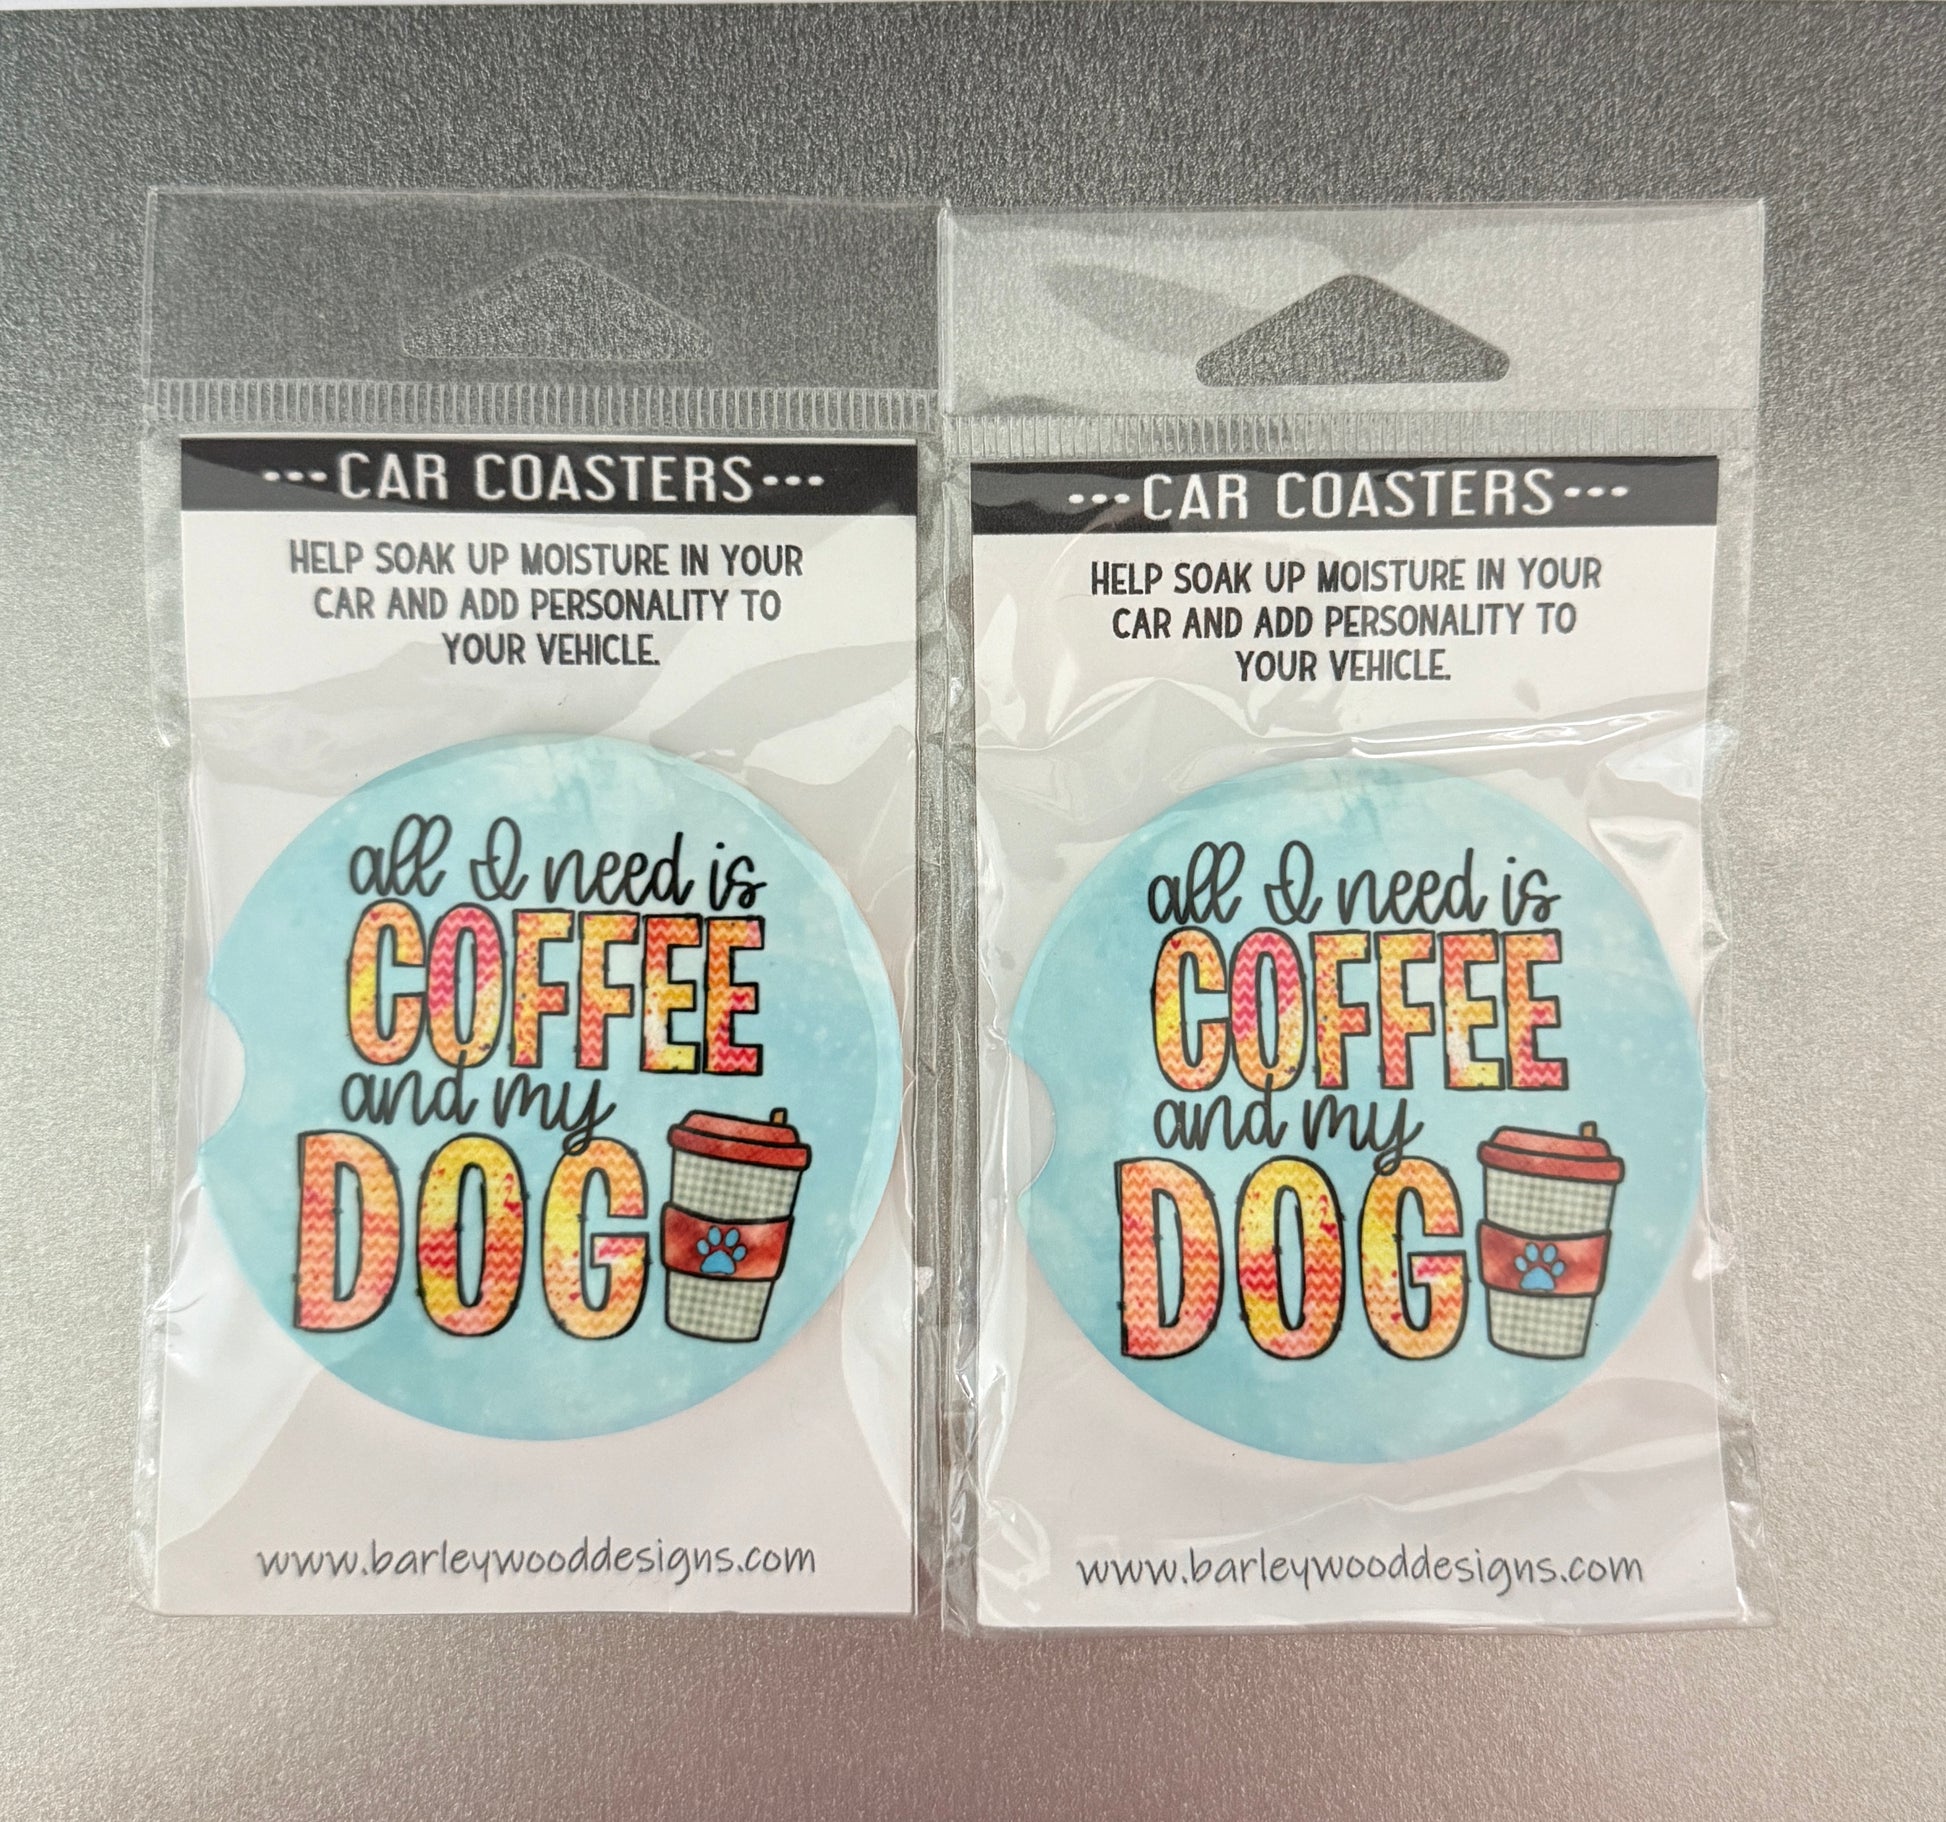 ---CAR COASTERS---
HELP SOAK UP MOISTURE IN YOUR
CAR AND ADD PERSONALITY TO
YOUR VEHICLE.
all I need is
COFFEE
and my
DOG
www.barleywooddesigns.com
---CAR COASTERS---
HELP SOAK UP MOISTURE IN YOUR
CAR AND ADD PERSONALITY TO
YOUR VEHICLE.
all I need is
COFFEE
and my
DOG
www.barleywooddesigns.com